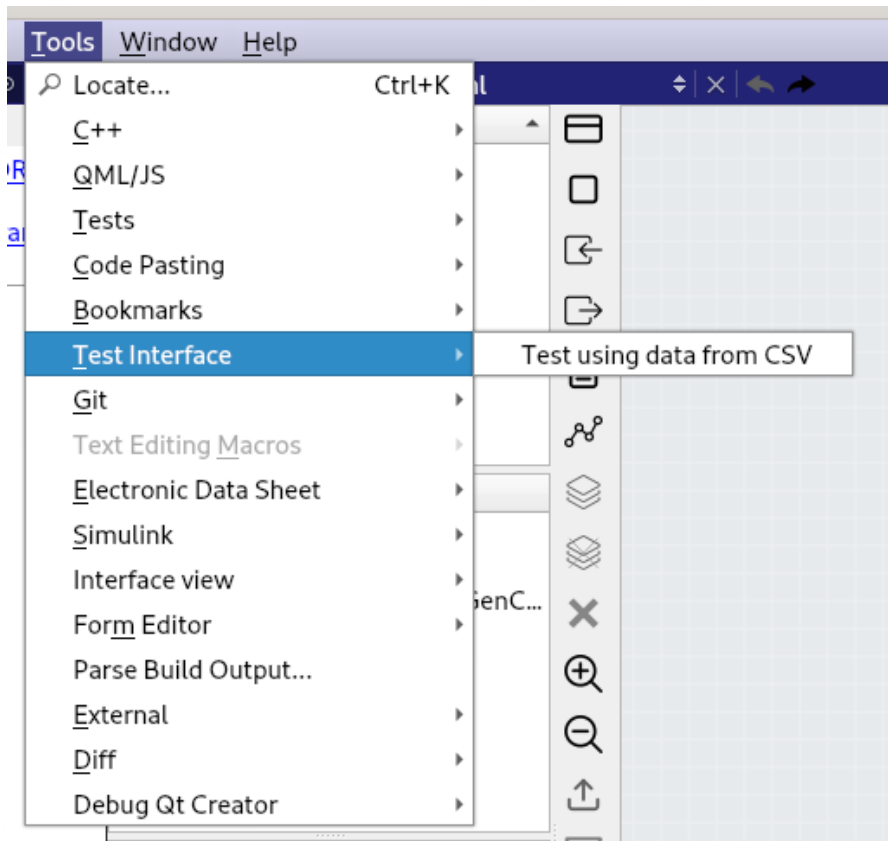 Tools Window Help
Locate... Ctrl+K
C++
QML/JS
Tests
Code Pasting
Bookmarks
Test Interface
Test using data from CSV
Git
Text Editing Macros
Electronic Data Sheet
Simulink
Interface view
Form Editor
Parse Build Output...
External
Diff
Debug Qt Creator